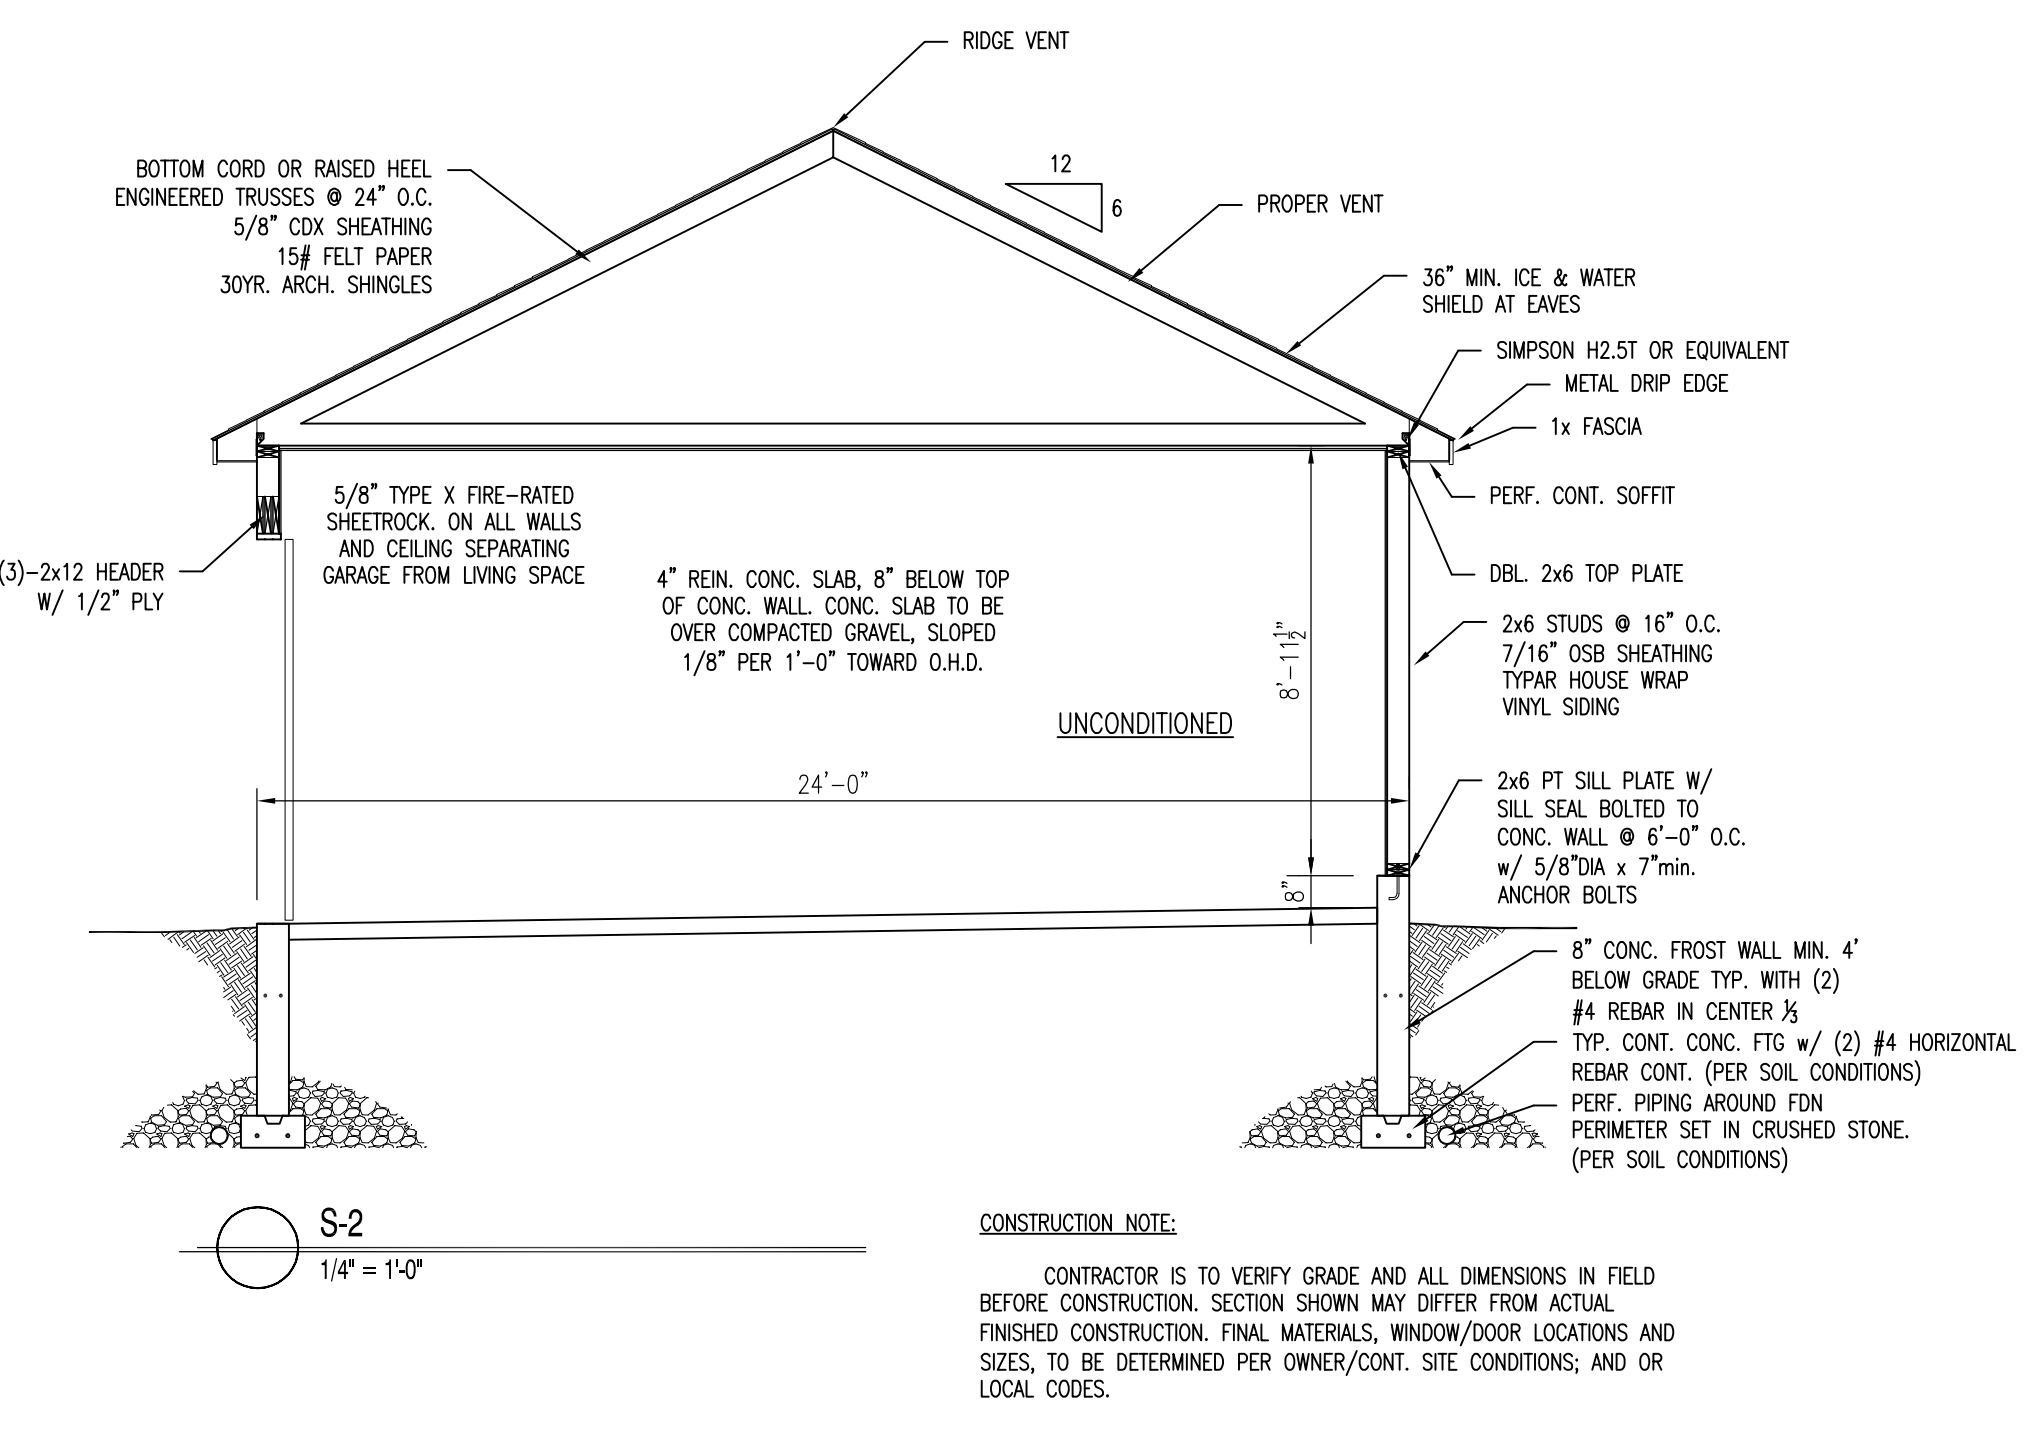 RIDGE VENT
BOTTOM CORD OR RAISED HEEL
ENGINEERED TRUSSES @ 24" O.C.
5/8" CDX SHEATHING
15# FELT PAPER
30YR. ARCH. SHINGLES
12
6
PROPER VENT
36" MIN. ICE & WATER
SHIELD AT EAVES
SIMPSON H2.5T OR EQUIVALENT
METAL DRIP EDGE
1x FASCIA
PERF. CONT. SOFFIT
DBL. 2x6 TOP PLATE
5/8" TYPE X FIRE-RATED
SHEETROCK. ON ALL WALLS
AND CEILING SEPARATING
GARAGE FROM LIVING SPACE
(3)-2x12 HEADER
W/ 1/2" PLY
4" REIN. CONC. SLAB, 8" BELOW TOP
OF CONC. WALL. CONC. SLAB TO BE
OVER COMPACTED GRAVEL, SLOPED
1/8" PER 1'-0" TOWARD O.H.D.
8'-11 1/2"
2x6 STUDS @ 16" O.C.
7/16" OSB SHEATHING
TYPAR HOUSE WRAP
VINYL SIDING
UNCONDITIONED
24'-0"
2x6 PT SILL PLATE W/
SILL SEAL BOLTED TO
CONC. WALL @ 6'-0" O.C.
w/ 5/8"DIA x 7"min.
ANCHOR BOLTS
8"
8" CONC. FROST WALL MIN. 4'
BELOW GRADE TYP. WITH (2)
#4 REBAR IN CENTER ⅓
TYP. CONT. CONC. FTG w/ (2) #4 HORIZONTAL
REBAR CONT. (PER SOIL CONDITIONS)
PERF. PIPING AROUND FDN
PERIMETER SET IN CRUSHED STONE.
(PER SOIL CONDITIONS)
S-2
1/4" = 1'-0"
CONSTRUCTION NOTE:
CONTRACTOR IS TO VERIFY GRADE AND ALL DIMENSIONS IN FIELD
BEFORE CONSTRUCTION. SECTION SHOWN MAY DIFFER FROM ACTUAL
FINISHED CONSTRUCTION. FINAL MATERIALS, WINDOW/DOOR LOCATIONS AND
SIZES, TO BE DETERMINED PER OWNER/CONT. SITE CONDITIONS; AND OR
LOCAL CODES.